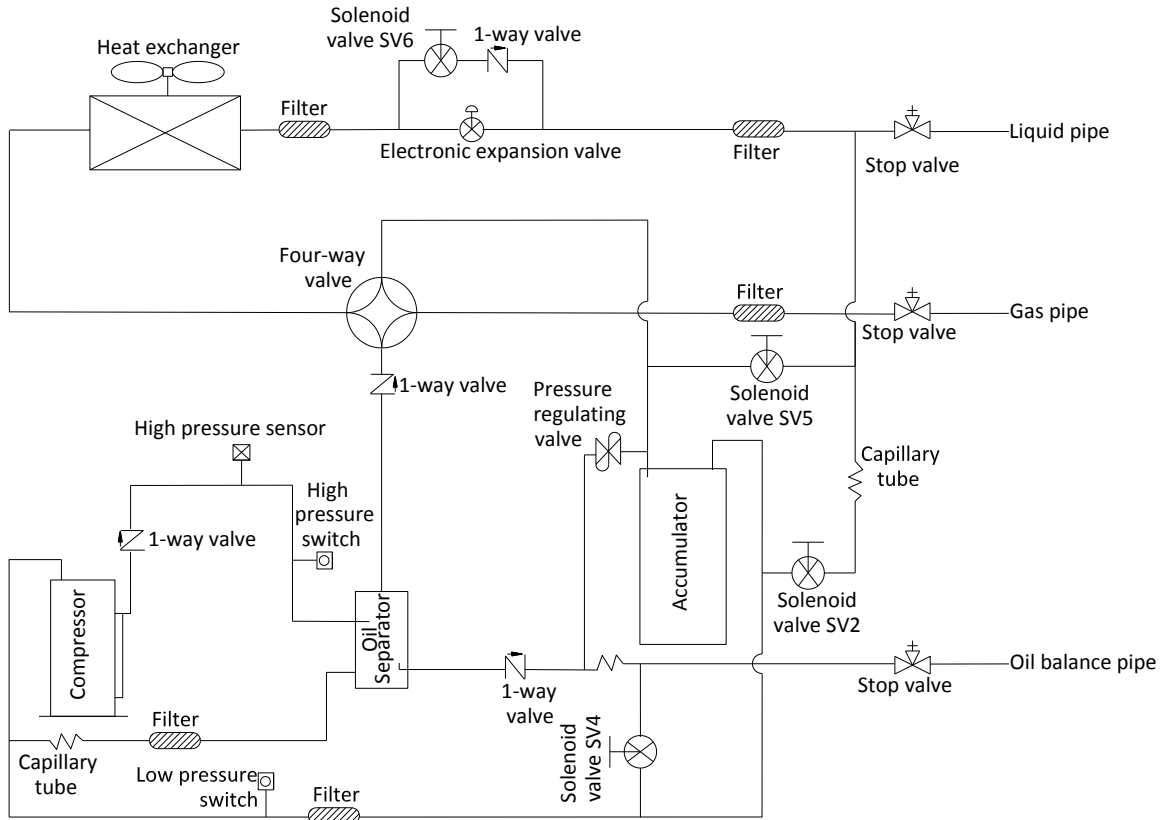 Solenoid
valve SV6
1-way valve
Heat exchanger
Filter
Electronic expansion valve
Filter
Stop valve
Liquid pipe
Four-way
valve
Filter
Stop valve
Gas pipe
1-way valve
Pressure
regulating
valve
Solenoid
valve SV5
High pressure sensor
High
pressure
switch
1-way valve
Capillary
tube
Compressor
Oil
Separator
Accumulator
Solenoid
valve SV2
1-way
valve
Stop valve
Oil balance pipe
Filter
Capillary
tube
Low pressure
switch
Filter
Solenoid
valve SV4